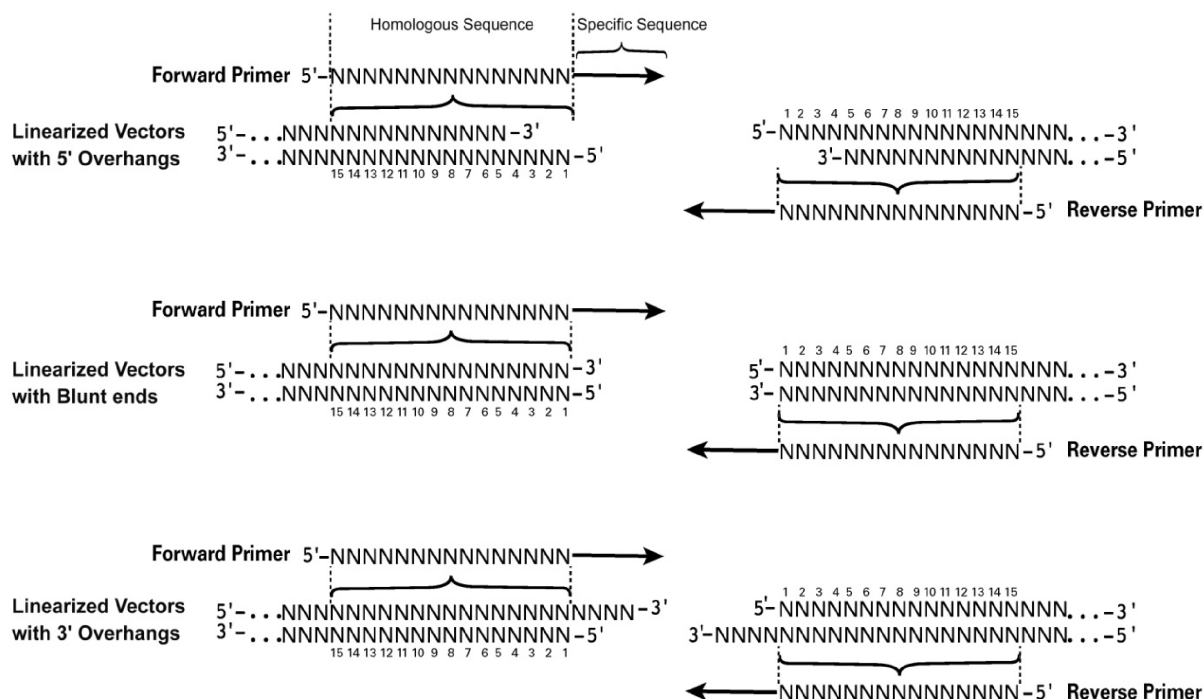 Homologous Sequence
Specific Sequence
Forward Primer 5'-NNNNNNNNNNNNNNN
Linearized Vectors
with 5' Overhangs
5'-...NNNNNNNNNNNNNN-3'
3'-...NNNNNNNNNNNNNNNNNN-5'
15 14 13 12 11 10 9 8 7 6 5 4 3 2 1
1 2 3 4 5 6 7 8 9 10 11 12 13 14 15
5'-NNNNNNNNNNNNNNNNNN...-3'
3'-NNNNNNNNNNNNNN...-5'
NNNNNNNNNNNNNNN-5' Reverse Primer
Forward Primer 5'-NNNNNNNNNNNNNNN
Linearized Vectors
with Blunt ends
5'-...NNNNNNNNNNNNNNNNNN-3'
3'-...NNNNNNNNNNNNNNNNNN-5'
15 14 13 12 11 10 9 8 7 6 5 4 3 2 1
1 2 3 4 5 6 7 8 9 10 11 12 13 14 15
5'-NNNNNNNNNNNNNNNNNN...-3'
3'-NNNNNNNNNNNNNNNNNN...-5'
NNNNNNNNNNNNNNN-5' Reverse Primer
Forward Primer 5'-NNNNNNNNNNNNNNN
Linearized Vectors
with 3' Overhangs
5'-...NNNNNNNNNNNNNNNNNNNNNN-3'
3'-...NNNNNNNNNNNNNNNNNN-5'
15 14 13 12 11 10 9 8 7 6 5 4 3 2 1
1 2 3 4 5 6 7 8 9 10 11 12 13 14 15
5'-NNNNNNNNNNNNNNNNNN...-3'
3'-NNNNNNNNNNNNNNNNNNNNNN...-5'
NNNNNNNNNNNNNNN-5' Reverse Primer